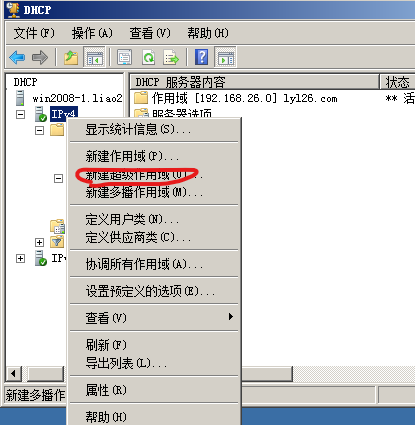 DHCP
文件(F) 操作(A) 查看(V) 帮助(H)
DHCP
DHCP 服务器内容
状态
win2008-1.liao2
作用域 [192.168.26.0] lyl26.com
** 活
IPv4
服务器选项
显示统计信息(S)...
新建作用域(P)...
新建超级作用域(U)...
新建多播作用域(M)...
定义用户类(N)...
定义供应商类(C)...
IPv
协调所有作用域(A)...
设置预定义的选项(E)...
查看(V)
刷新(F)
导出列表(L)...
属性(R)
新建多播作
帮助(H)